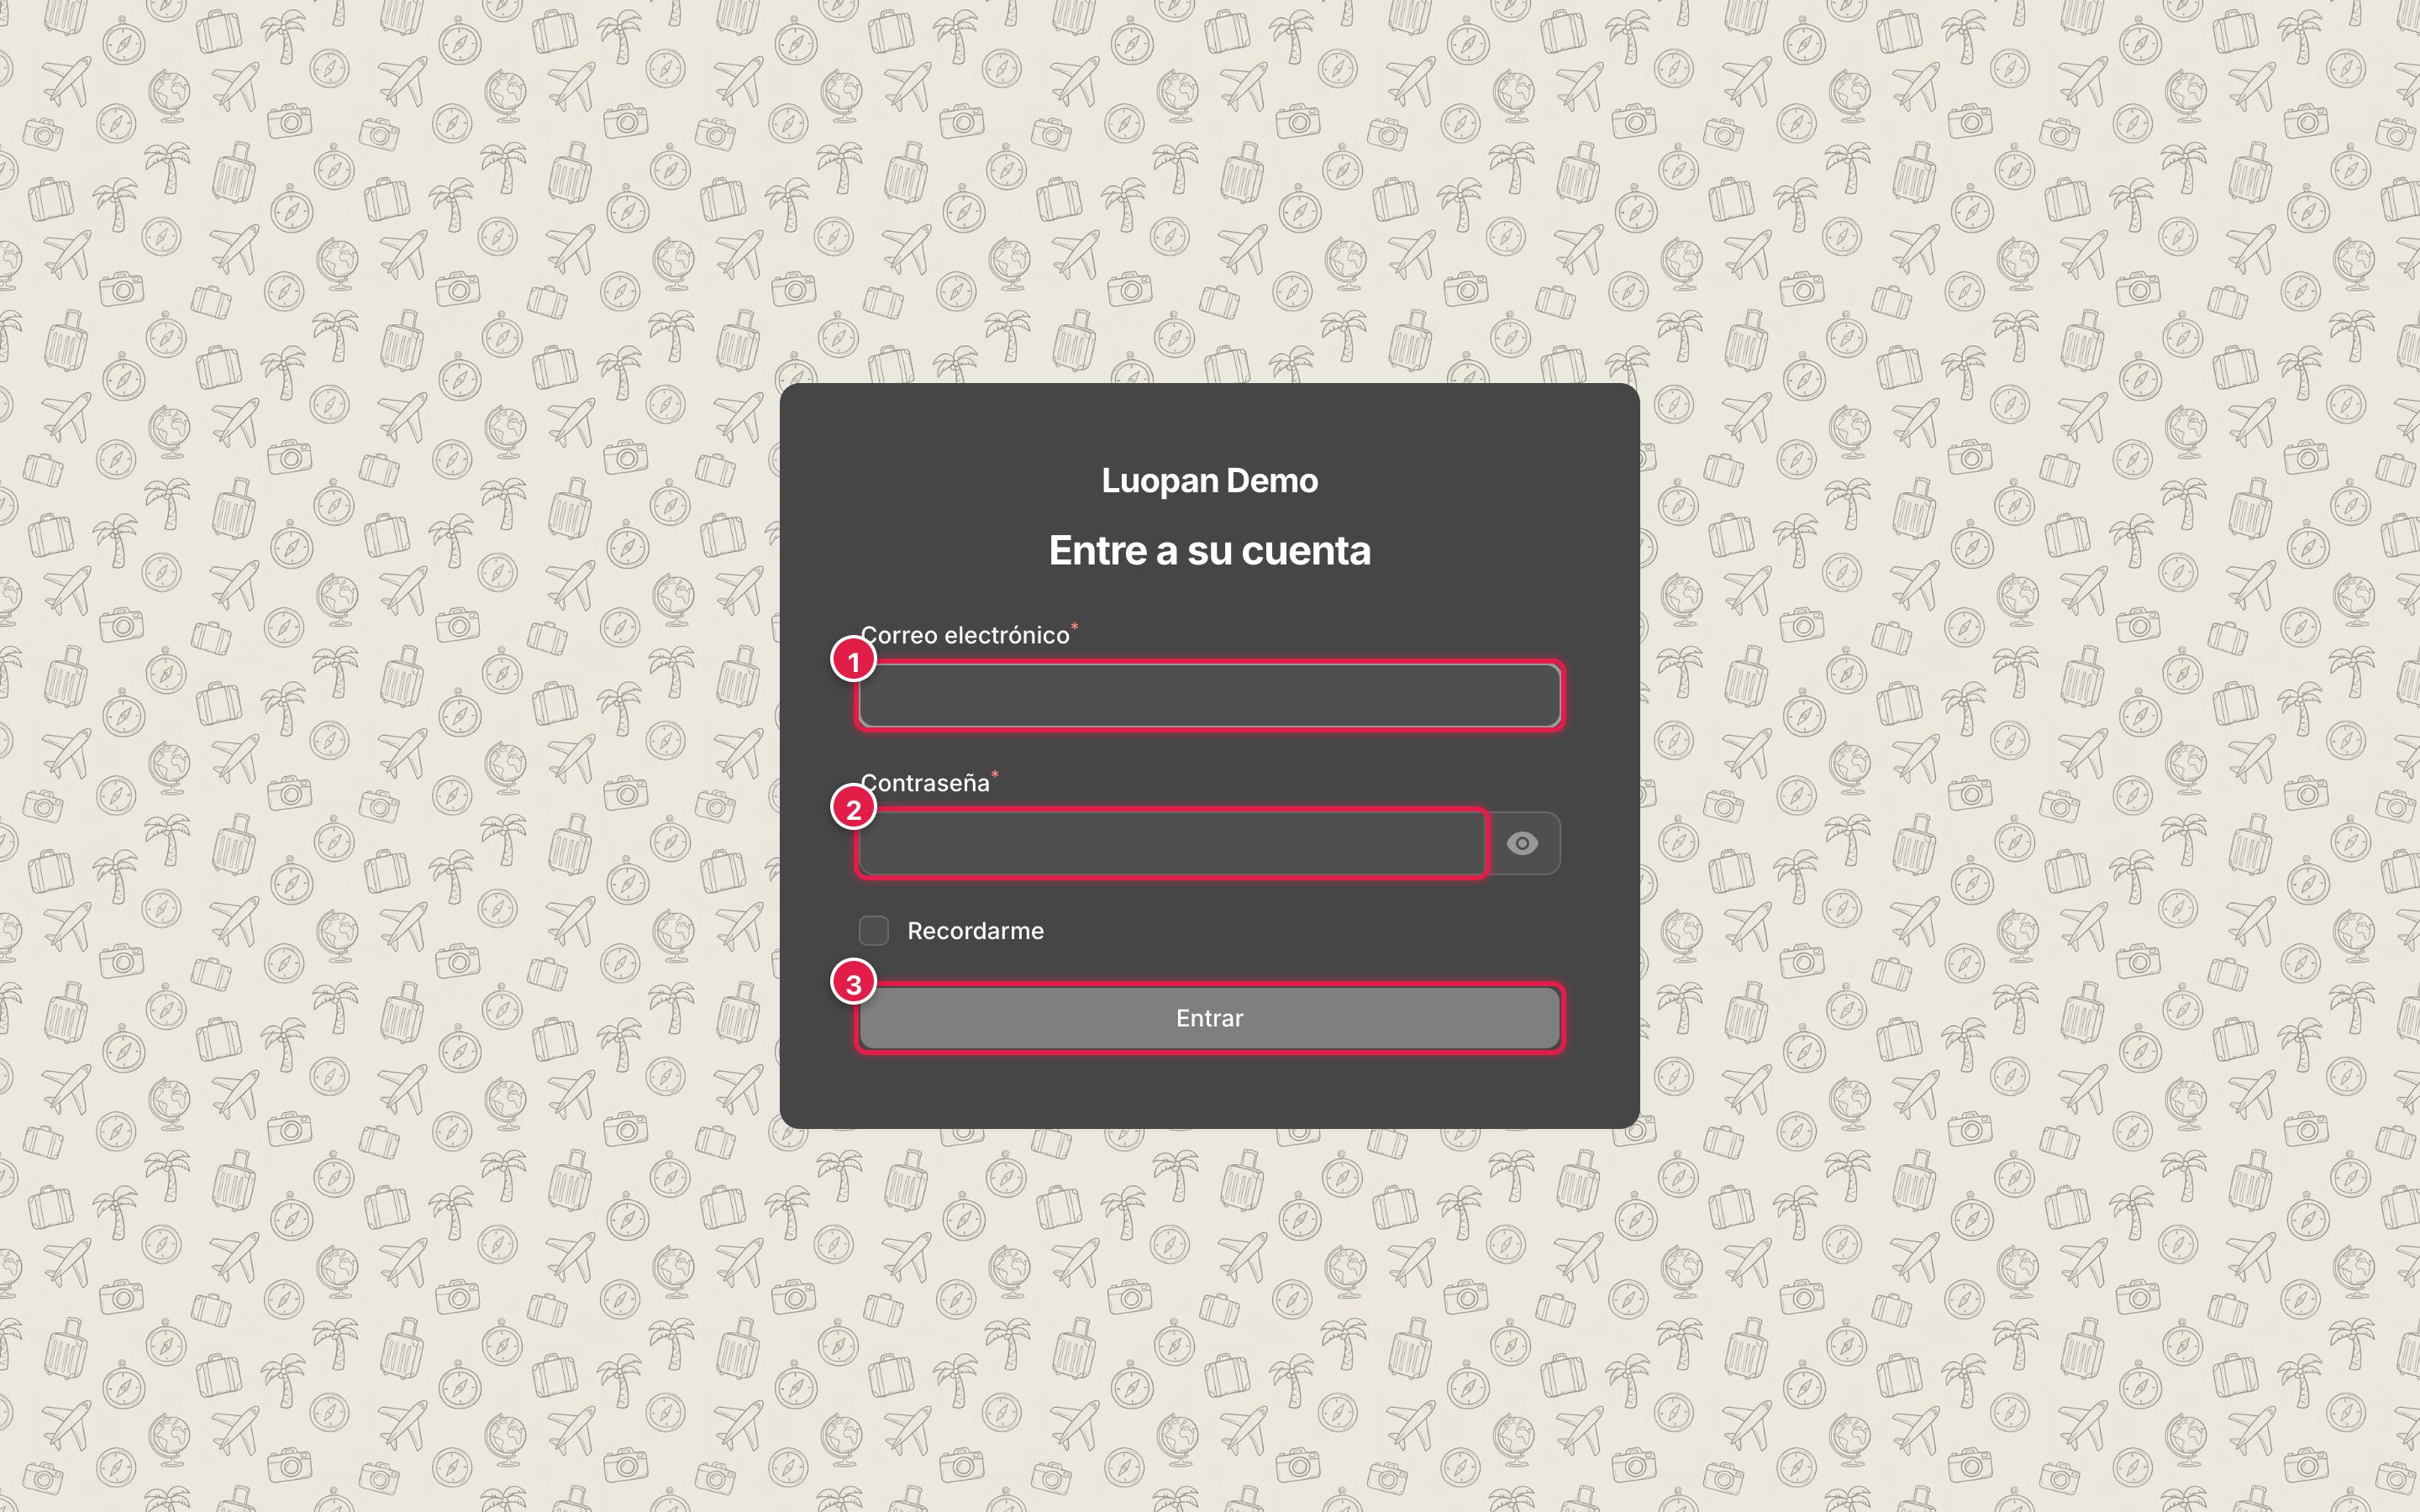 Luopan Demo
Entre a su cuenta
Correo electrónico*
1
Contraseña*
2
Recordarme
3
Entrar